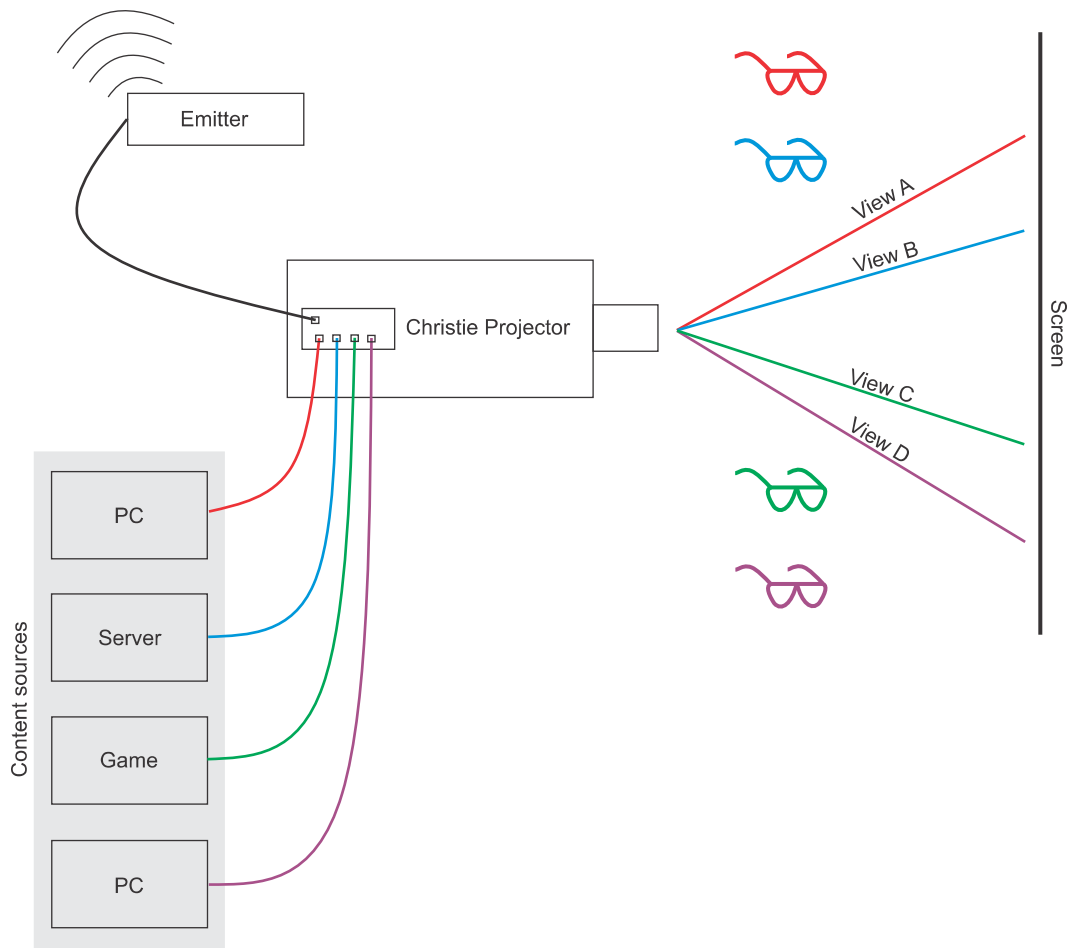 Emitter
Christie Projector
View A
View B
View C
View D
Screen
Content sources
PC
Server
Game
PC